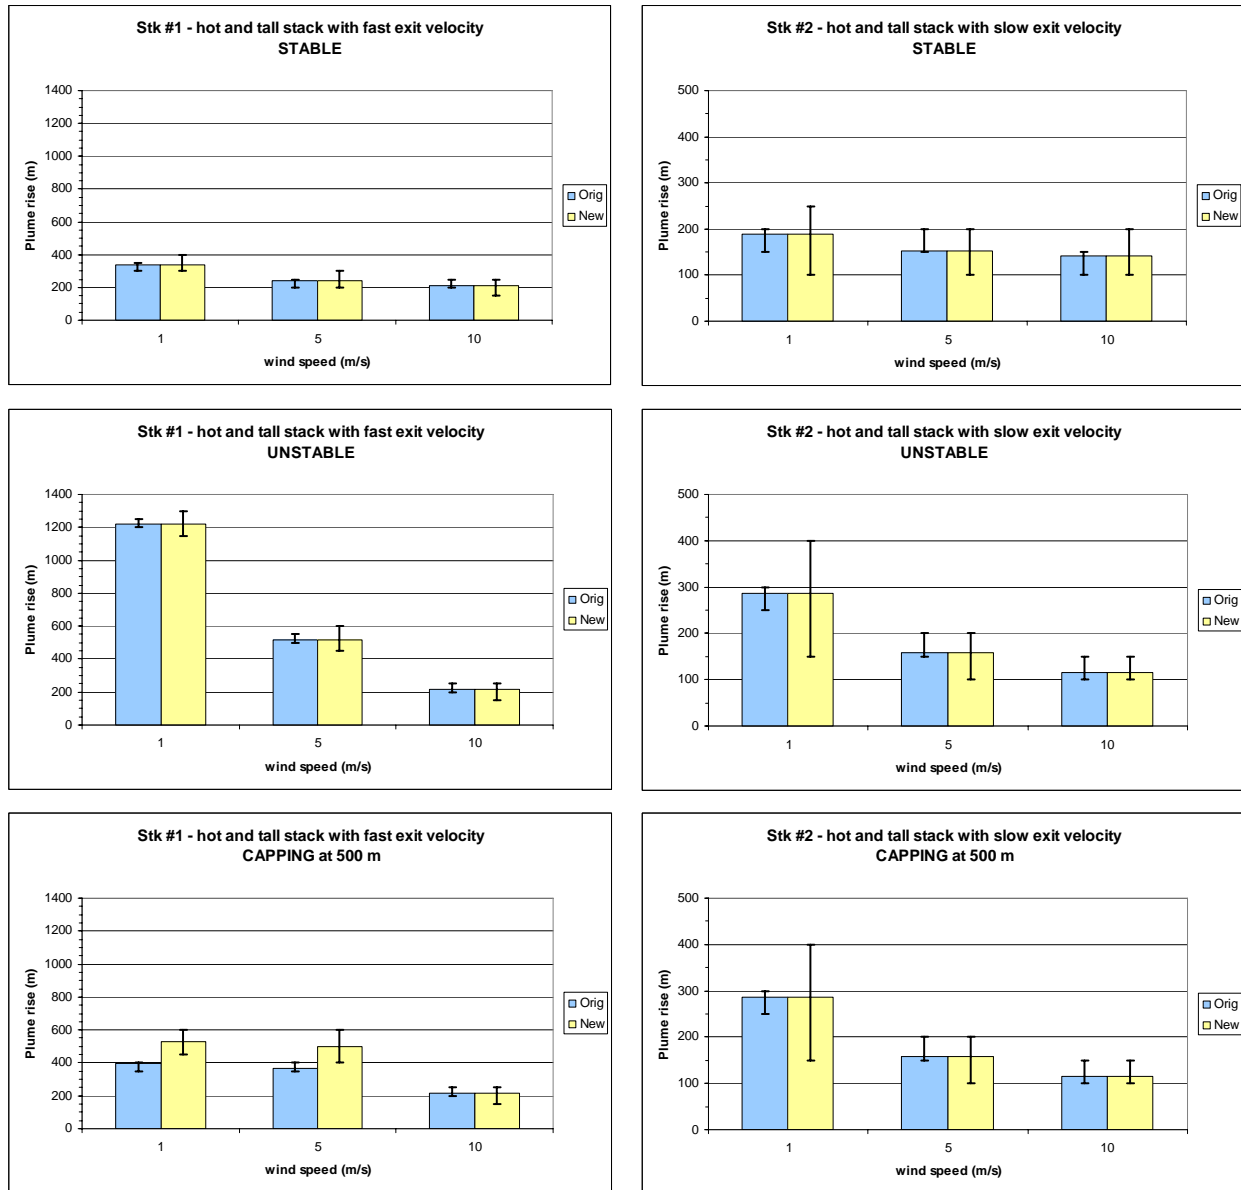 Stk #1 - hot and tall stack with fast exit velocity
STABLE
1400
1200
1000
800
600
400
200
0
Plume rise (m)
1 5 10
wind speed (m/s)
Orig
New
Stk #2 - hot and tall stack with slow exit velocity
STABLE
500
400
300
200
100
0
Plume rise (m)
1 5 10
wind speed (m/s)
Orig
New
Stk #1 - hot and tall stack with fast exit velocity
UNSTABLE
1400
1200
1000
800
600
400
200
0
Plume rise (m)
1 5 10
wind speed (m/s)
Orig
New
Stk #2 - hot and tall stack with slow exit velocity
UNSTABLE
500
400
300
200
100
0
Plume rise (m)
1 5 10
wind speed (m/s)
Orig
New
Stk #1 - hot and tall stack with fast exit velocity
CAPPING at 500 m
1400
1200
1000
800
600
400
200
0
Plume rise (m)
1 5 10
wind speed (m/s)
Orig
New
Stk #2 - hot and tall stack with slow exit velocity
CAPPING at 500 m
500
400
300
200
100
0
Plume rise (m)
1 5 10
wind speed (m/s)
Orig
New